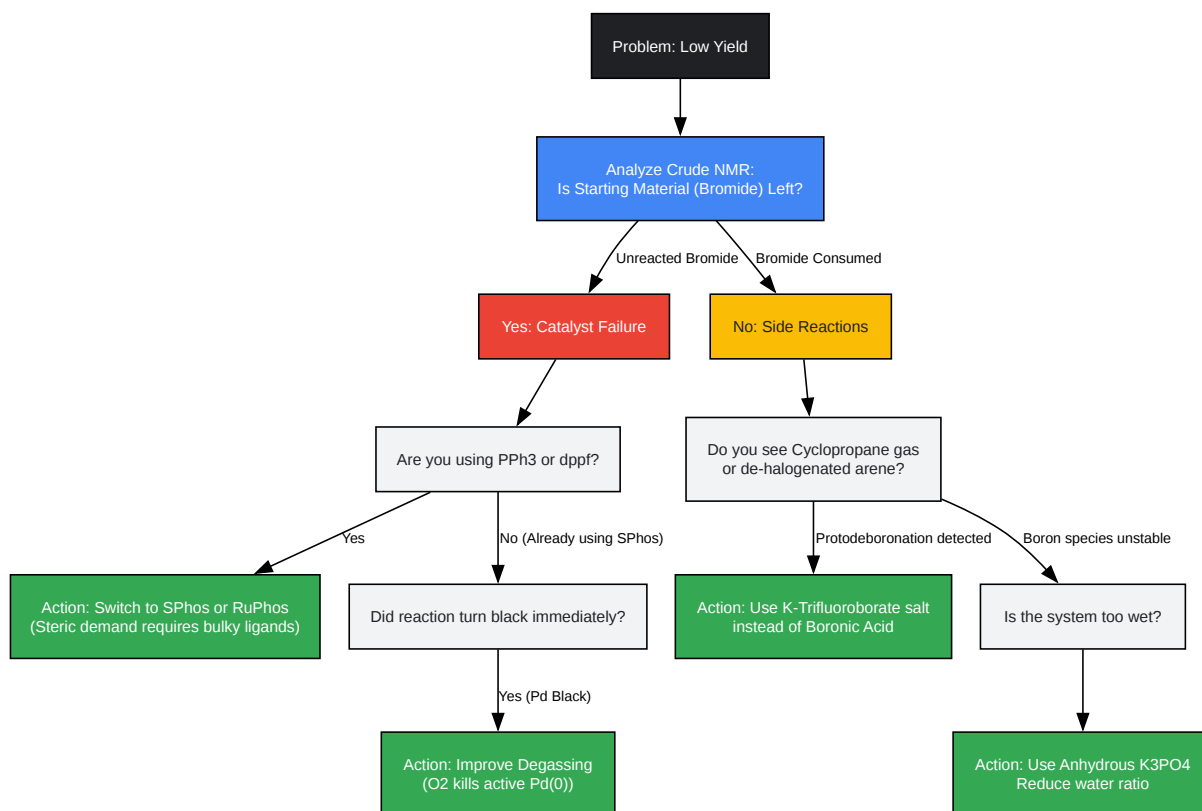 Problem: Low Yield
Analyze Crude NMR:
Is Starting Material (Bromide) Left?
Unreacted Bromide
Bromide Consumed
Yes: Catalyst Failure
No: Side Reactions
Are you using PPh3 or dppf?
Do you see Cyclopropane gas
or de-halogenated arene?
Yes
No (Already using SPhos)
Protodeboronation detected
Boron species unstable
Action: Switch to SPhos or RuPhos
(Steric demand requires bulky ligands)
Did reaction turn black immediately?
Action: Use K-Trifluoroborate salt
instead of Boronic Acid
Is the system too wet?
Yes (Pd Black)
Action: Improve Degassing
(O2 kills active Pd(0))
Action: Use Anhydrous K3PO4
Reduce water ratio